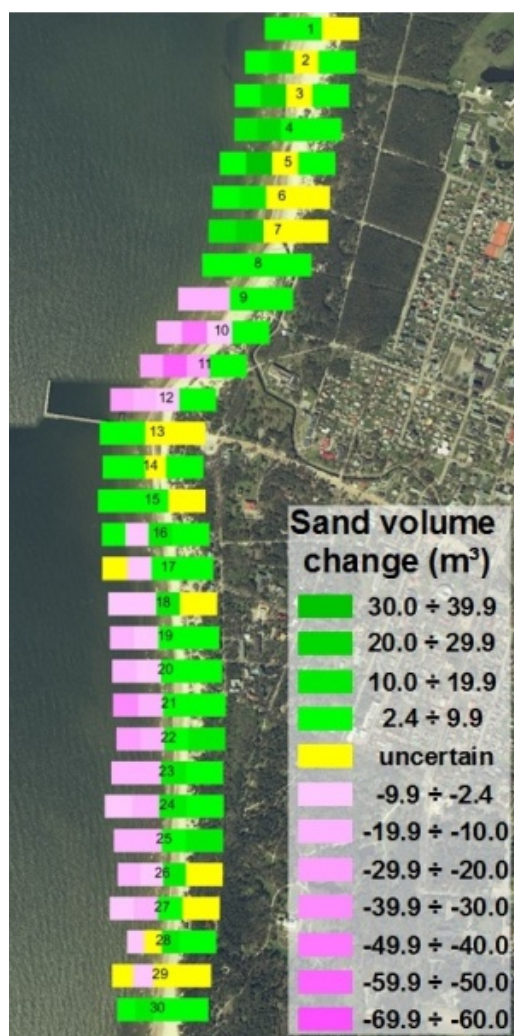 1
2
3
4
5
6
7
8
9
10
11
12
13
14
15
16
17
18
19
20
21
22
23
24
25
26
27
28
29
30
Sand volume
change (m³)
30.0 ÷ 39.9
20.0 ÷ 29.9
10.0 ÷ 19.9
2.4 ÷ 9.9
uncertain
-9.9 ÷ -2.4
-19.9 ÷ -10.0
-29.9 ÷ -20.0
-39.9 ÷ -30.0
-49.9 ÷ -40.0
-59.9 ÷ -50.0
-69.9 ÷ -60.0